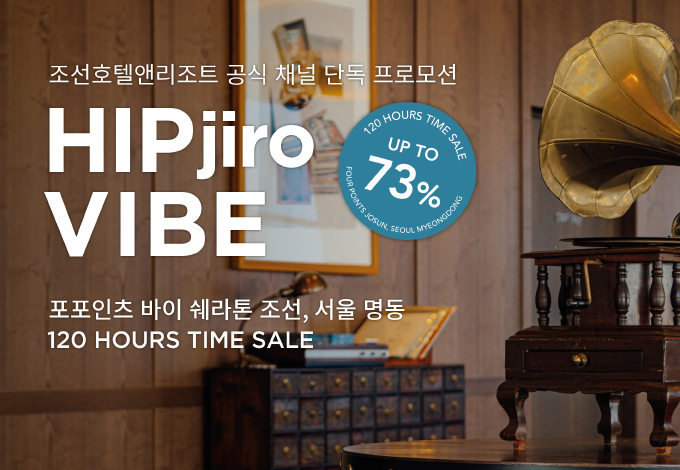 조선호텔앤리조트 공식 채널 단독 프로모션
HIPjiro
VIBE
120 HOURS TIME SALE
UP TO
73%
FOUR POINTS JOSUN, SEOUL MYEONGDONG
포포인츠 바이 쉐라톤 조선, 서울 명동
120 HOURS TIME SALE